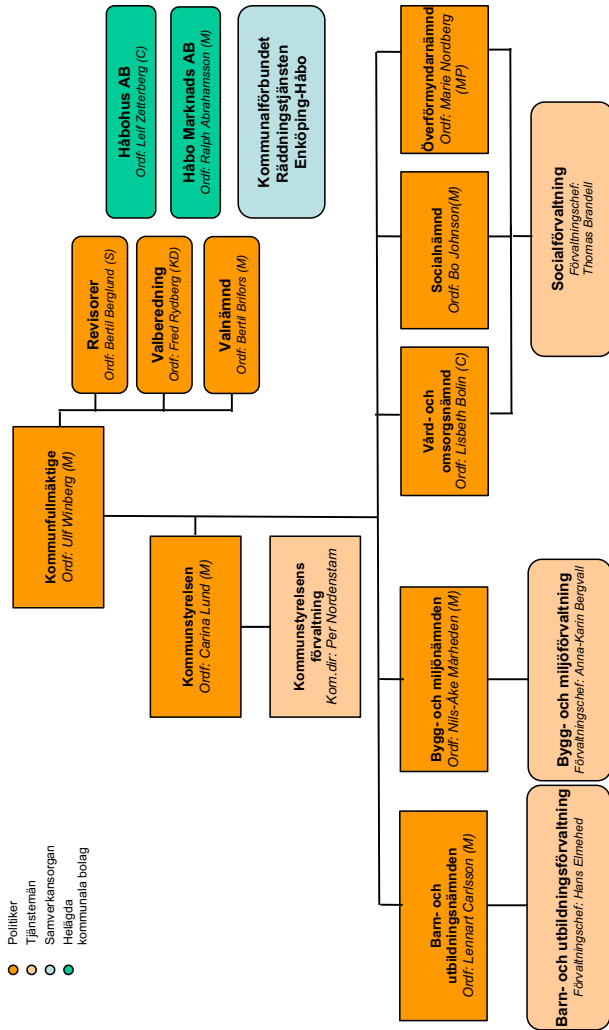 Politiker
Tjänstemän
Samverkansorgan
Helägda
kommunala bolag
Kommunfullmäktige
Ordf: Ulf Winberg (M)
Revisorer
Ordf: Bertil Berglund (S)
Valberedning
Ordf: Fred Rydberg (KD)
Valnämnd
Ordf: Bertil Brifors (M)
Håbohus AB
Ordf: Leif Zetterberg (C)
Håbo Marknads AB
Ordf: Ralph Abrahamsson (M)
Kommunalförbundet
Räddningstjänsten
Enköping-Håbo
Kommunstyrelsen
Ordf: Carina Lund (M)
Kommunstyrelsens
förvaltning
Kom.dir: Per Nordenstam
Barn- och
utbildningsnämnden
Ordf: Lennart Carlsson (M)
Bygg- och miljönämnden
Ordf: Nils-Åke Mårheden (M)
Vård- och
omsorgsnämnd
Ordf: Lisbeth Bolin (C)
Socialnämnd
Ordf: Bo Johnson(M)
Överförmyndarnämnd
Ordf: Marie Nordberg
(MP)
Barn- och utbildningsförvaltning
Förvaltningschef: Hans Elmehed
Bygg- och miljöförvaltning
Förvaltningschef: Anna-Karin Bergvall
Socialförvaltning
Förvaltningschef:
Thomas Brandell